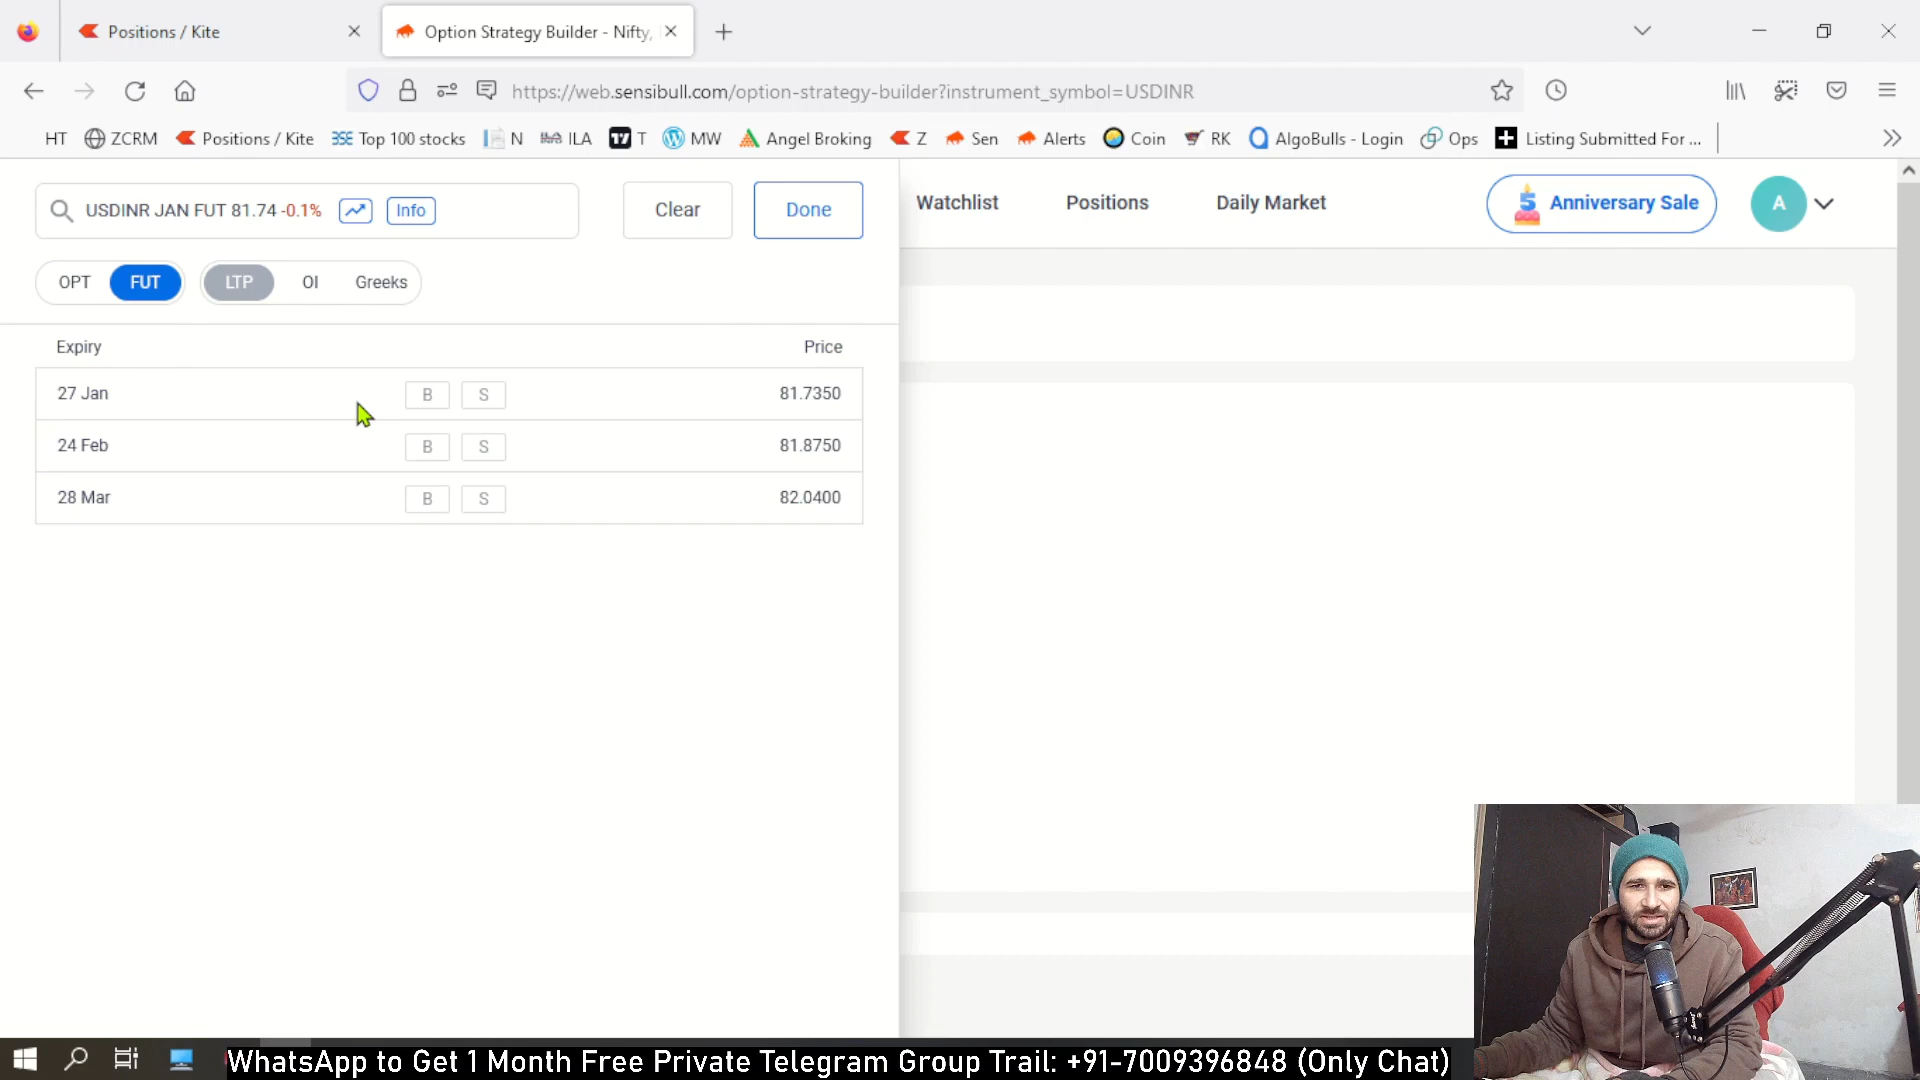 Positions / Kite
Option Strategy Builder - Nifty,
https://web.sensibull.com/option-strategy-builder?instrument_symbol=USDINR
HT ZCRM Positions / Kite Top 100 stocks N ILA T MW Angel Broking Z Sen Alerts Coin RK AlgoBulls - Login Ops Listing Submitted For ...
USDINR JAN FUT 81.74 -0.1% Info Clear Done Watchlist Positions Daily Market 5 Anniversary Sale A
OPT FUT LTP OI Greeks
Expiry Price
27 Jan B S 81.7350
24 Feb B S 81.8750
28 Mar B S 82.0400
WhatsApp to Get 1 Month Free Private Telegram Group Trail: +91-7009396848 (Only Chat)